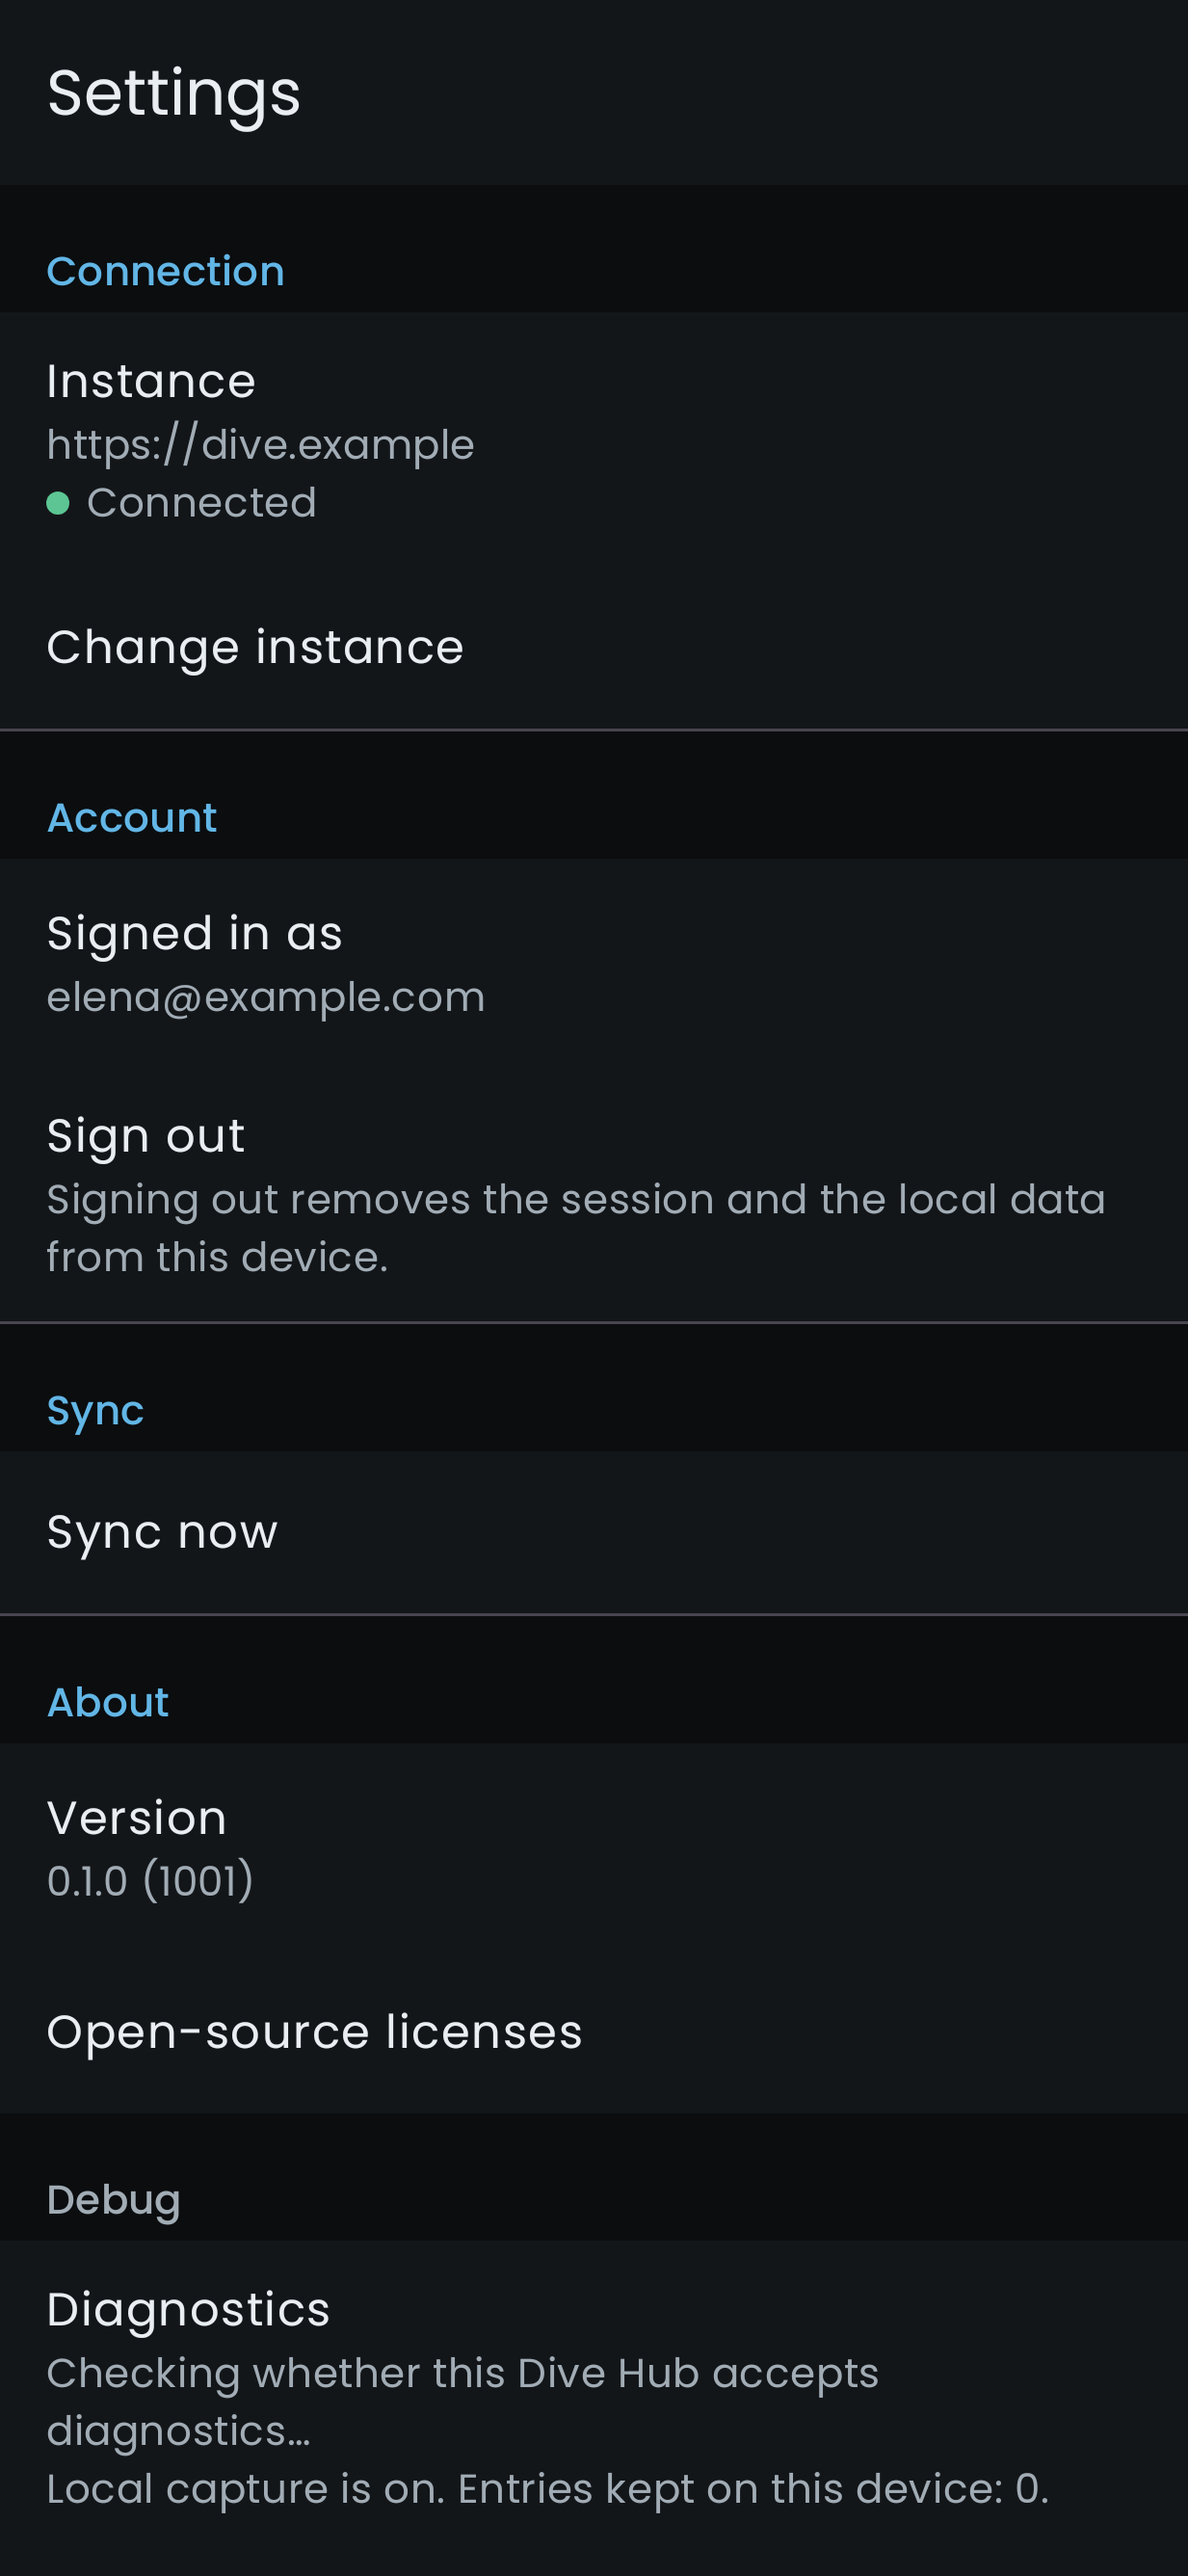 Settings
Connection
Instance
https://dive.example
Connected
Change instance
Account
Signed in as
elena@example.com
Sign out
Signing out removes the session and the local data
from this device.
Sync
Sync now
About
Version
0.1.0 (1001)
Open-source licenses
Debug
Diagnostics
Checking whether this Dive Hub accepts
diagnostics…
Local capture is on. Entries kept on this device: 0.